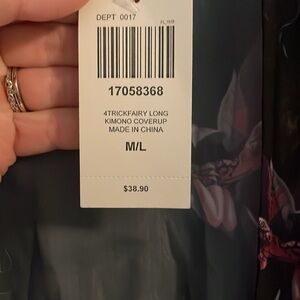 DEPT 0017
17058368
4TRICKFAIRY LONG
KIMONO COVERUP
MADE IN CHINA
M/L
$38.90